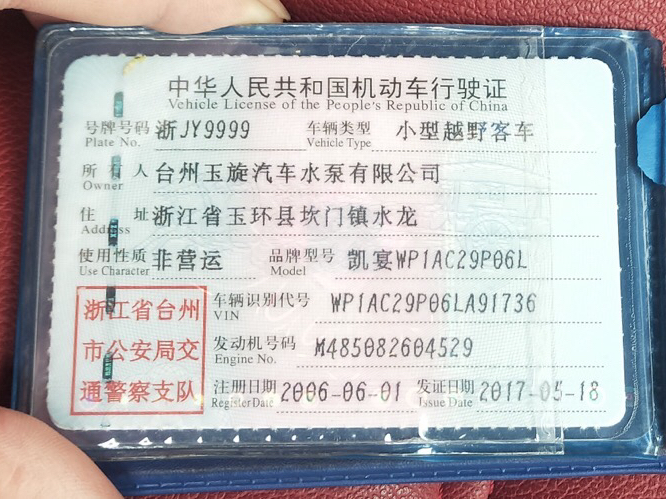 中华人民共和国机动车行驶证
Vehicle License of the People's Republic of China
号牌号码 浙JY9999 车辆类型 小型越野客车
Plate No. Vehicle Type
所有人 台州玉旋汽车水泵有限公司
Owner
住址 浙江省玉环县坎门镇水龙
Address
使用性质 非营运 品牌型号 凯宴WP1AC29P06L
Use Character Model
浙江省台州 车辆识别代号 WP1AC29P06LA91736
VIN
市公安局交 发动机号码 M485082604529
Engine No.
通警察支队 注册日期 2006-06-01 发证日期 2017-05-18
Register Date Issue Date